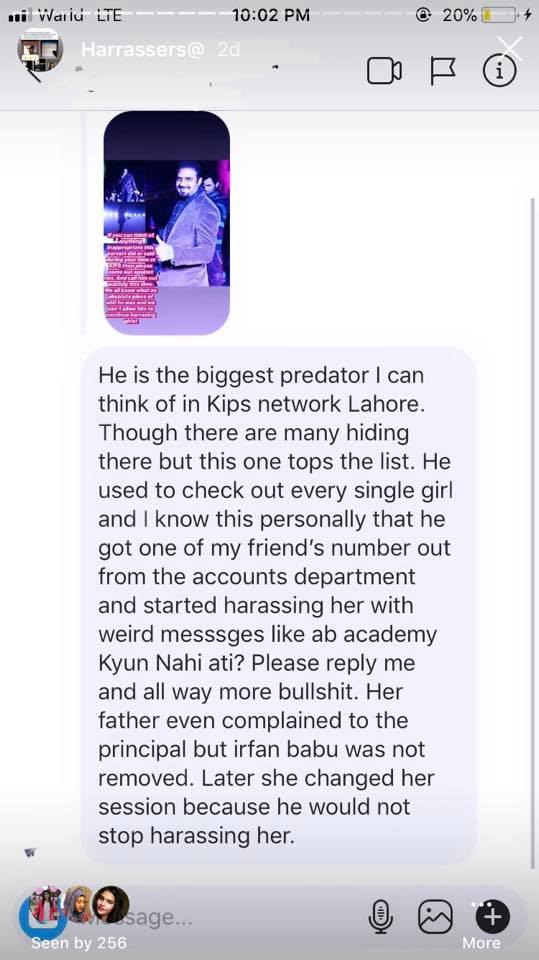 Warid LTE 10:02 PM 20%
Harrassers@ 2d
If you can think of
anything
inappropriate this
pervert did or said
during your time at
KIPS then please
come out against
him. And call him out
publicly this time.
We all know what an
absolute piece of
shit he was and we
can't allow him to
continue harrasing
girls!
He is the biggest predator I can
think of in Kips network Lahore.
Though there are many hiding
there but this one tops the list. He
used to check out every single girl
and I know this personally that he
got one of my friend's number out
from the accounts department
and started harassing her with
weird messsges like ab academy
Kyun Nahi ati? Please reply me
and all way more bullshit. Her
father even complained to the
principal but irfan babu was not
removed. Later she changed her
session because he would not
stop harassing her.
Message...
Seen by 256
More